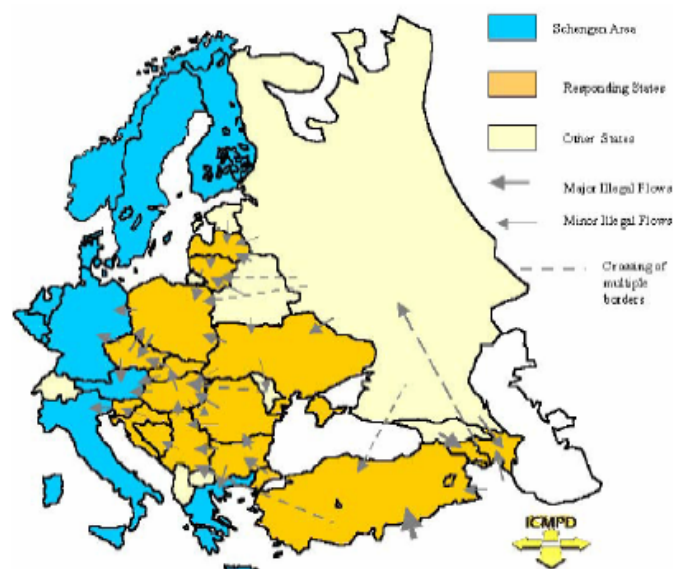 Schengen Area
Responding States
Other States
Major Illegal Flows
Minor Illegal Flows
Crossing of
multiple
borders
ICMPD